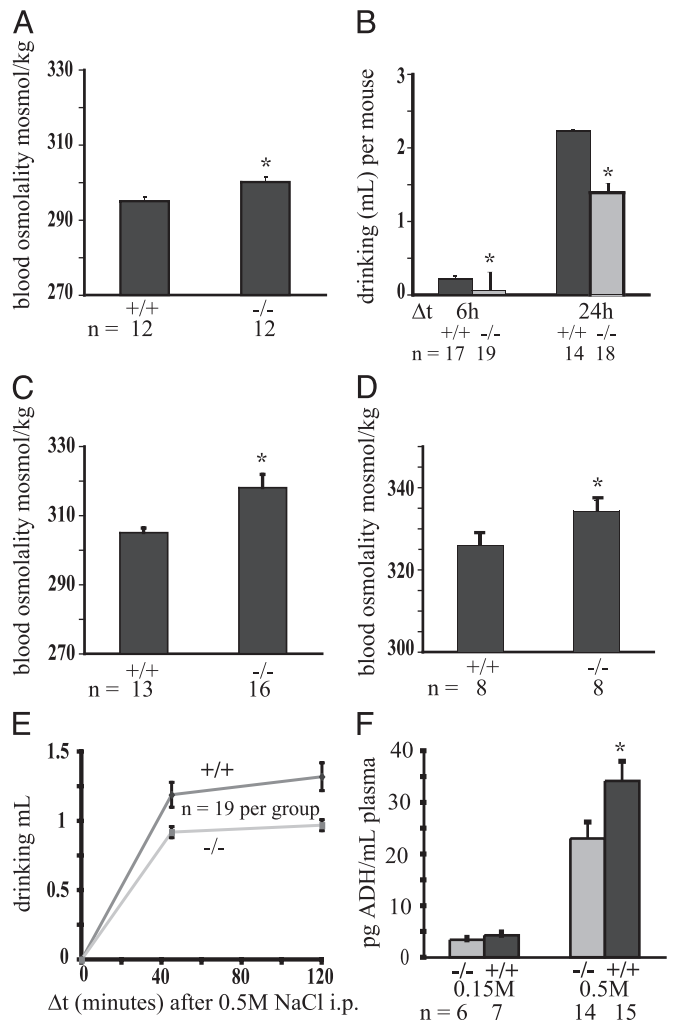 A
blood osmolality mosmol/kg
330
310
290
270
*
+/+ -/-
n = 12 12
B
drinking (mL) per mouse
3
2
1
0
*
*
Δt 6h 24h
+/+ -/- +/+ -/-
n = 17 19 14 18
C
blood osmolality mosmol/kg
330
310
290
270
*
+/+ -/-
n = 13 16
D
blood osmolality mosmol/kg
340
320
300
*
+/+ -/-
n = 8 8
E
drinking mL
1.5
1
0.5
0
+/+
n = 19 per group
-/-
0 40 80 120
Δt (minutes) after 0.5M NaCl i.p.
F
pg ADH/mL plasma
40
30
20
10
0
*
-/- +/+ -/- +/+
0.15M 0.5M
n = 6 7 14 15